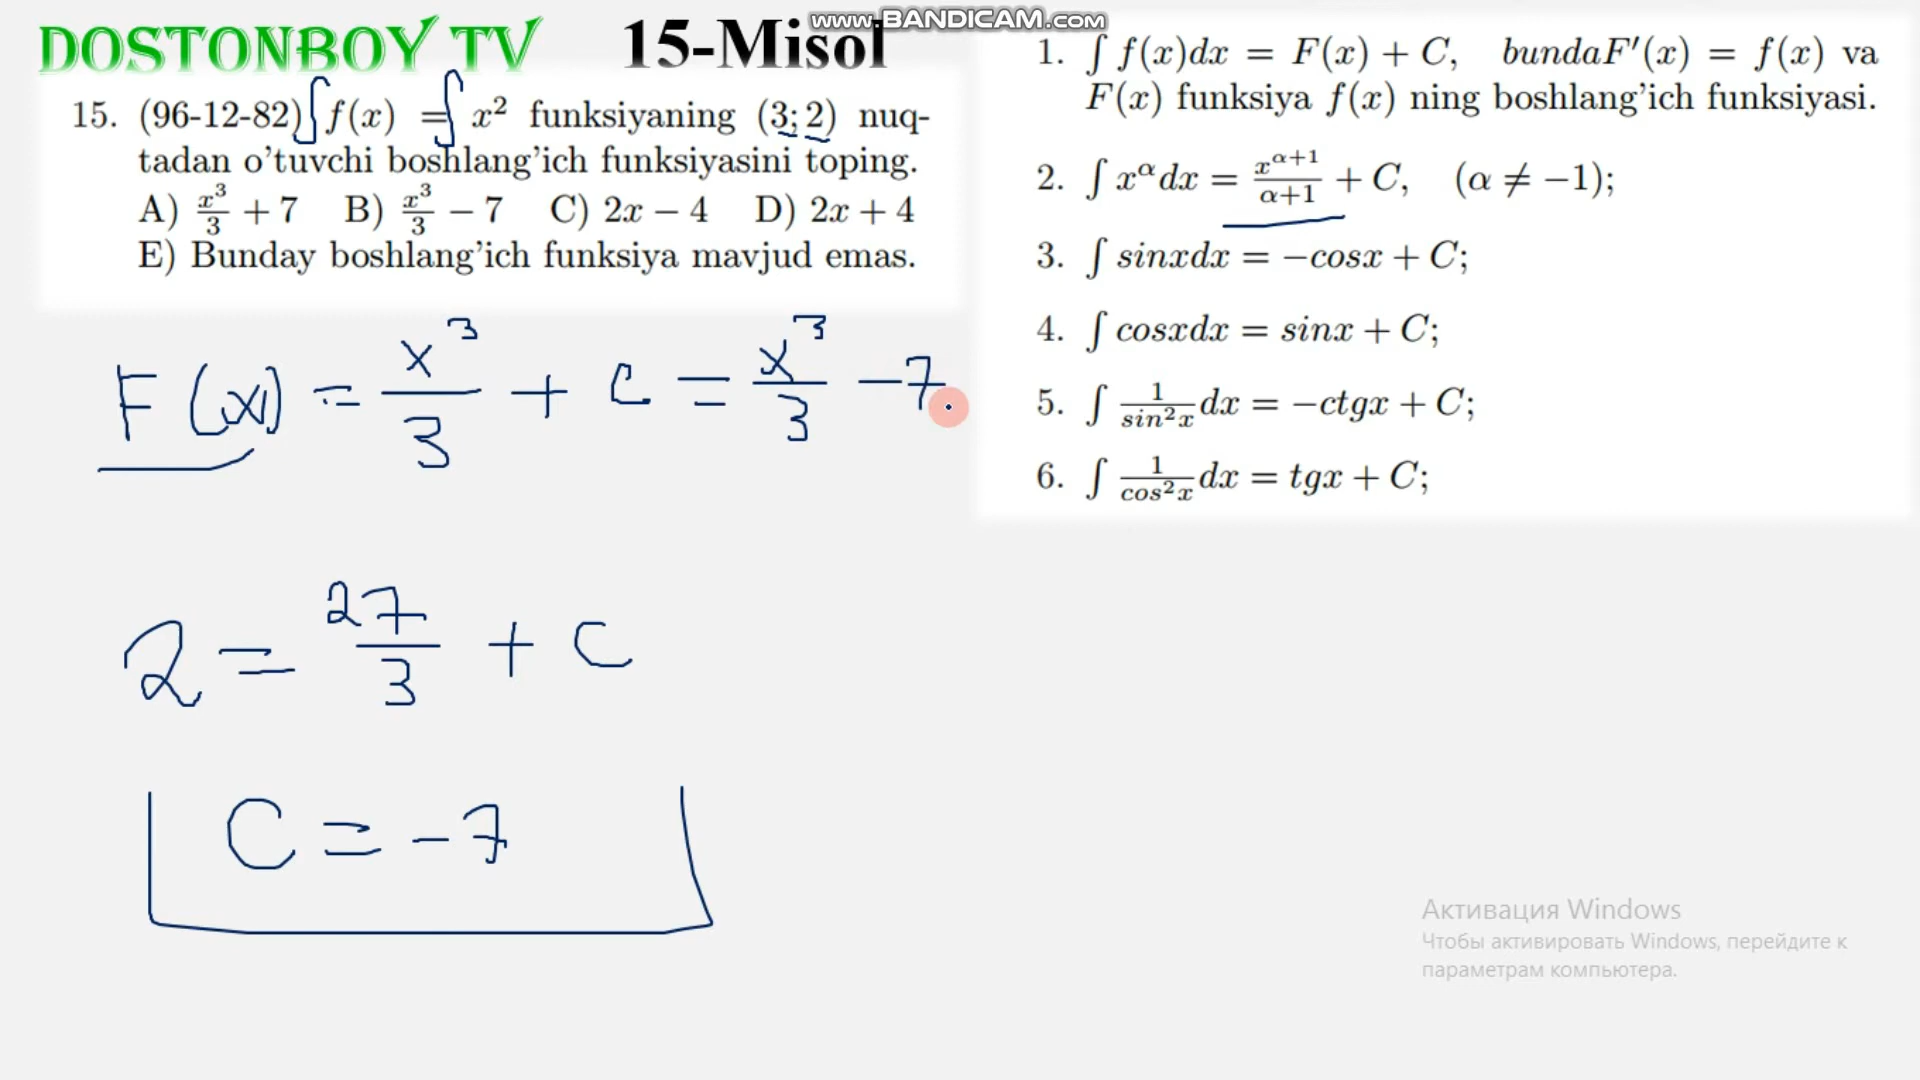 www.BANDICAM.com
DOSTONBOY TV 15-Misol
15. (96-12-82) ∫ f(x) = ∫ x² funksiyaning (3; 2) nuq-
tadan o'tuvchi boshlang'ich funksiyasini toping.
A) x³/3 + 7 B) x³/3 − 7 C) 2x − 4 D) 2x + 4
E) Bunday boshlang'ich funksiya mavjud emas.
F(x) = x³/3 + C = x³/3 − 7
2 = 27/3 + C
C = −7
1. ∫ f(x)dx = F(x) + C, bundaF′(x) = f(x) va
F(x) funksiya f(x) ning boshlang'ich funksiyasi.
2. ∫ x^α dx = x^(α+1)/(α+1) + C, (α ≠ −1);
3. ∫ sinxdx = −cosx + C;
4. ∫ cosxdx = sinx + C;
5. ∫ 1/sin²x dx = −ctgx + C;
6. ∫ 1/cos²x dx = tgx + C;
Активация Windows
Чтобы активировать Windows, перейдите к
параметрам компьютера.